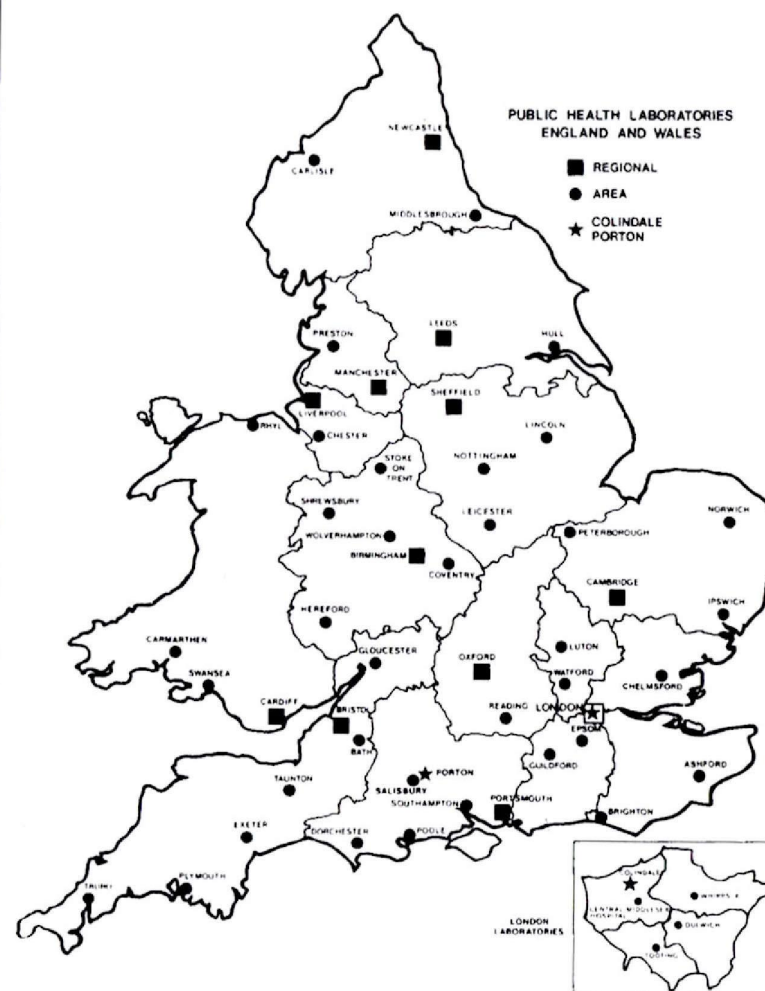 PUBLIC HEALTH LABORATORIES
ENGLAND AND WALES
REGIONAL
AREA
COLINDALE
PORTON
NEWCASTLE
CARLISLE
MIDDLESBROUGH
PRESTON
LEEDS
HULL
MANCHESTER
SHEFFIELD
LIVERPOOL
RHYL
CHESTER
LINCOLN
STOKE
ON
TRENT
NOTTINGHAM
SHREWSBURY
LEICESTER
NORWICH
WOLVERHAMPTON
PETERBOROUGH
BIRMINGHAM
COVENTRY
CAMBRIDGE
HEREFORD
IPSWICH
CARMARTHEN
GLOUCESTER
LUTON
OXFORD
SWANSEA
WATFORD
CHELMSFORD
CARDIFF
BRISTOL
READING
LONDON
BATH
EPSOM
GUILDFORD
ASHFORD
PORTON
SALISBURY
TAUNTON
SOUTHAMPTON
PORTSMOUTH
BRIGHTON
EXETER
DORCHESTER
POOLE
PLYMOUTH
TRURO
LONDON
LABORATORIES
COLINDALE
CENTRAL MIDDLESEX
HOSPITAL
DULWICH
TOOTING